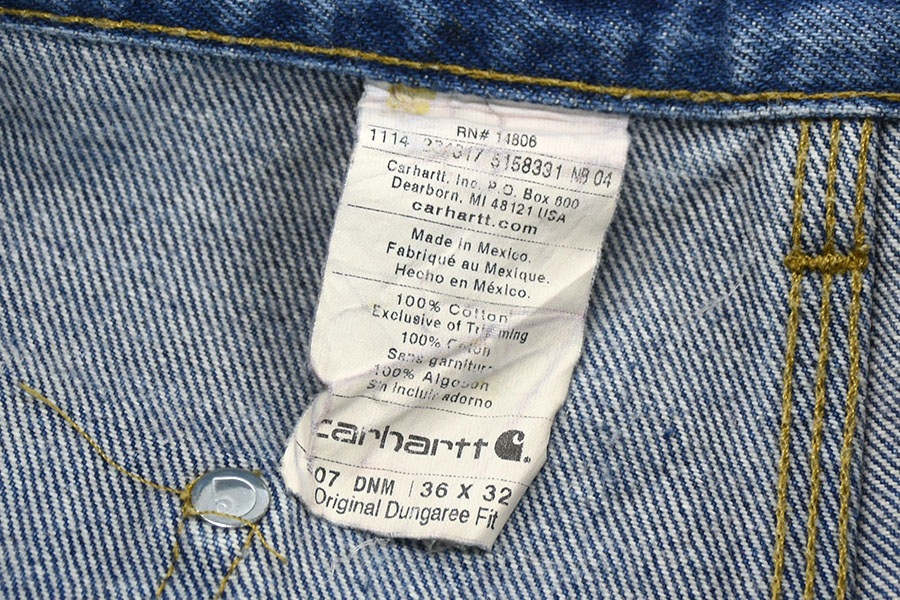 RN# 14806
1114 5158331 NB 04
Carhartt, Inc. P.O. Box 600
Dearborn, MI 48121 USA
carhartt.com
Made in Mexico.
Fabriqué au Mexique.
Hecho en México.
100% Cotton
Exclusive of Trimming
100% Coton
Sans garniture
100% Algodon
Sin incluir adorno
carhartt
07 DNM | 36 X 32
Original Dungaree Fit